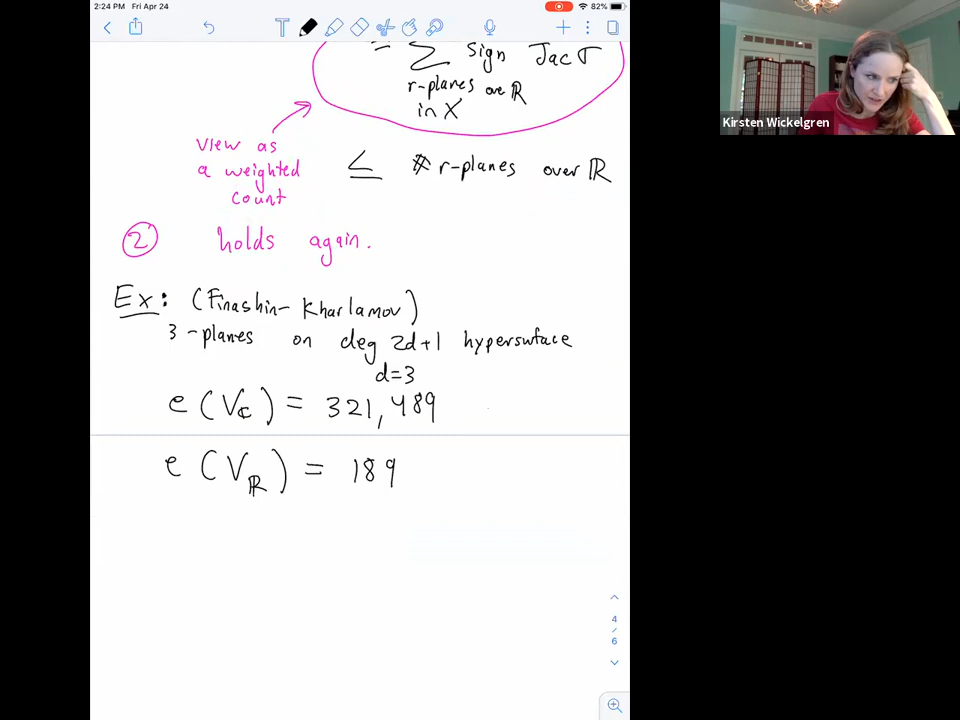 2:24 PM Fri Apr 24
82%
= Σ Sign Jac σ
r-planes over ℝ
in X
View as
a weighted
count
≤ # r-planes over ℝ
② holds again.
Ex: (Finashin-Kharlamov)
3-planes on deg 2d+1 hypersurface
d=3
e(V_ℂ) = 321,489
e(V_ℝ) = 189
4
/
6
Kirsten Wickelgren